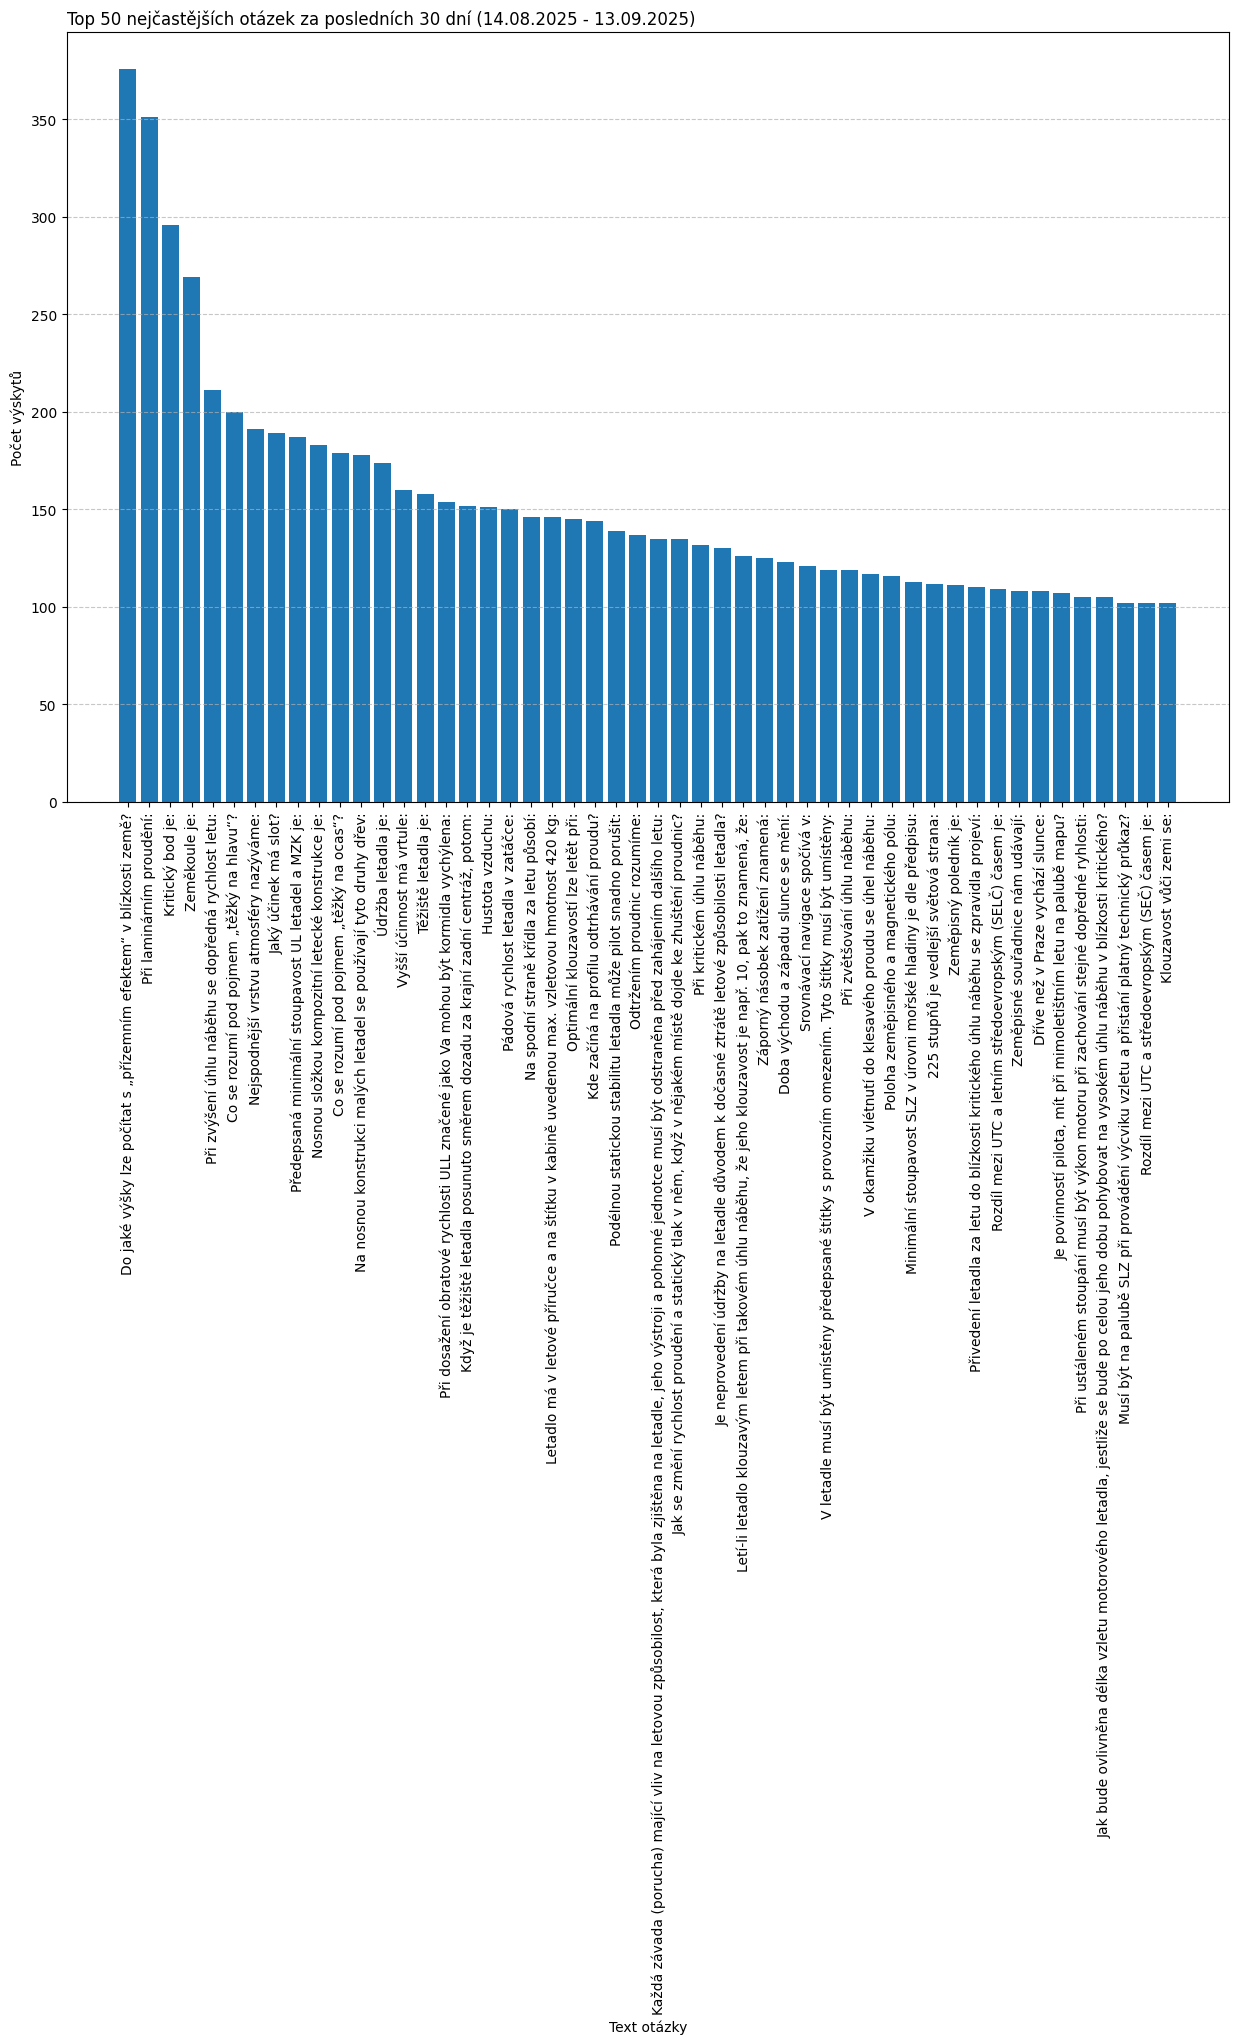 Top 50 nejčastějších otázek za posledních 30 dní (14.08.2025 - 13.09.2025)
Počet výskytů
350
300
250
200
150
100
50
0
Do jaké výšky lze počítat s „přízemním efektem“ v blízkosti země?
Při laminárním proudění:
Kritický bod je:
Zeměkoule je:
Při zvýšení úhlu náběhu se dopředná rychlost letu:
Co se rozumí pod pojmem „těžký na hlavu“?
Nejspodnější vrstvu atmosféry nazýváme:
Jaký účinek má slot?
Předepsaná minimální stoupavost UL letadel a MZK je:
Nosnou složkou kompozitní letecké konstrukce je:
Co se rozumí pod pojmem „těžký na ocas“?
Na nosnou konstrukci malých letadel se používají tyto druhy dřev:
Údržba letadla je:
Vyšší účinnost má vrtule:
Těžiště letadla je:
Při dosažení obratové rychlosti ULL značené jako Va mohou být kormidla vychýlena:
Když je těžiště letadla posunuto směrem dozadu za krajní zadní centráž, potom:
Hustota vzduchu:
Pádová rychlost letadla v zatáčce:
Na spodní straně křídla za letu působí:
Letadlo má v letové příručce a na štítku v kabině uvedenou max. vzletovou hmotnost 420 kg:
Optimální klouzavostí lze letět při:
Kde začíná na profilu odtrhávání proudu?
Podélnou statickou stabilitu letadla může pilot snadno porušit:
Odtržením proudnic rozumíme:
Každá závada (porucha) mající vliv na letovou způsobilost, která byla zjištěna na letadle, jeho výstroji a pohonné jednotce musí být odstraněna před zahájením dalšího letu:
Jak se změní rychlost proudění a statický tlak v něm, když v nějakém místě dojde ke zhuštění proudnic?
Při kritickém úhlu náběhu:
Je neprovedení údržby na letadle důvodem k dočasné ztrátě letové způsobilosti letadla?
Letí-li letadlo klouzavým letem při takovém úhlu náběhu, že jeho klouzavost je např. 10, pak to znamená, že:
Záporný násobek zatížení znamená:
Doba východu a západu slunce se mění:
Srovnávací navigace spočívá v:
V letadle musí být umístěny předepsané štítky s provozním omezením. Tyto štítky musí být umístěny:
Při zvětšování úhlu náběhu:
V okamžiku vlétnutí do klesavého proudu se úhel náběhu:
Poloha zeměpisného a magnetického pólu:
Minimální stoupavost SLZ v úrovni mořské hladiny je dle předpisu:
225 stupňů je vedlejší světová strana:
Zeměpisný poledník je:
Přivedení letadla za letu do blízkosti kritického úhlu náběhu se zpravidla projeví:
Rozdíl mezi UTC a letním středoevropským (SELČ) časem je:
Zeměpisné souřadnice nám udávají:
Dříve než v Praze vychází slunce:
Je povinností pilota, mít při mimoletištním letu na palubě mapu?
Při ustáleném stoupání musí být výkon motoru při zachování stejné dopředné ryhlosti:
Jak bude ovlivněna délka vzletu motorového letadla, jestliže se bude po celou jeho dobu pohybovat na vysokém úhlu náběhu v blízkosti kritického?
Musí být na palubě SLZ při provádění výcviku vzletu a přistání platný technický průkaz?
Rozdíl mezi UTC a středoevropským (SEČ) časem je:
Klouzavost vůči zemi se:
Text otázky